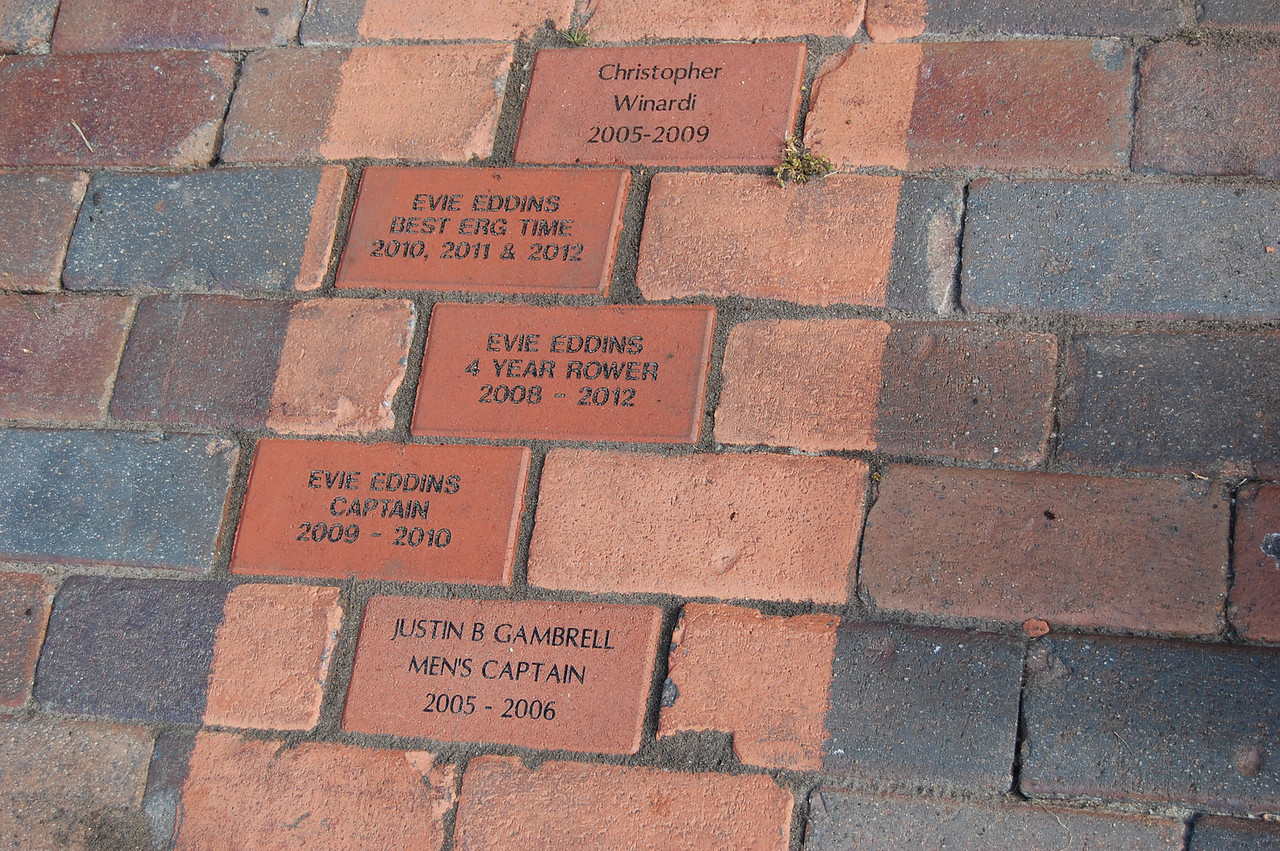 Christopher
Winardi
2005-2009
EVIE EDDINS
BEST ERG TIME
2010, 2011 & 2012
EVIE EDDINS
4 YEAR ROWER
2008 - 2012
EVIE EDDINS
CAPTAIN
2009 - 2010
JUSTIN B GAMBRELL
MEN'S CAPTAIN
2005 - 2006